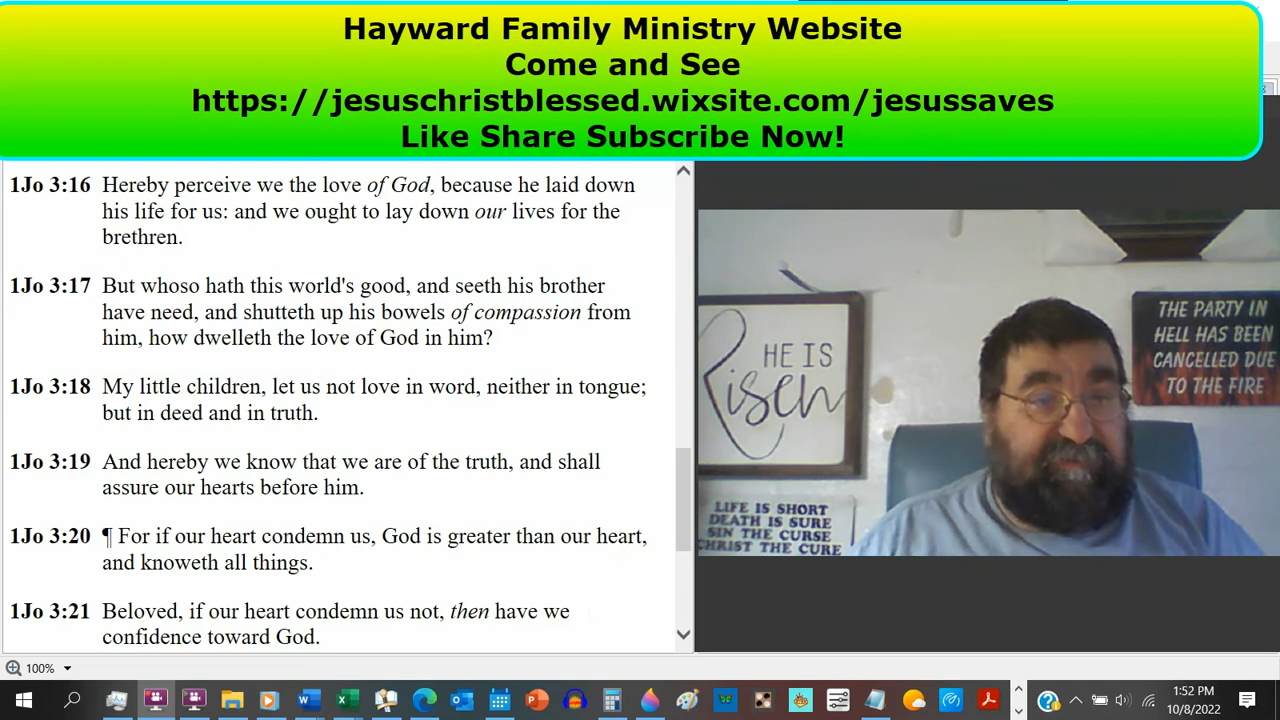 Hayward Family Ministry Website
Come and See
https://jesuschristblessed.wixsite.com/jesussaves
Like Share Subscribe Now!
1Jo 3:16 Hereby perceive we the love of God, because he laid down
his life for us: and we ought to lay down our lives for the
brethren.
1Jo 3:17 But whoso hath this world's good, and seeth his brother
have need, and shutteth up his bowels of compassion from
him, how dwelleth the love of God in him?
1Jo 3:18 My little children, let us not love in word, neither in tongue;
but in deed and in truth.
1Jo 3:19 And hereby we know that we are of the truth, and shall
assure our hearts before him.
1Jo 3:20 ¶ For if our heart condemn us, God is greater than our heart,
and knoweth all things.
1Jo 3:21 Beloved, if our heart condemn us not, then have we
confidence toward God.
HE IS
Risen
THE PARTY IN
HELL HAS BEEN
CANCELLED DUE
TO THE FIRE
LIFE IS SHORT
DEATH IS SURE
SIN THE CURSE
CHRIST THE CURE
100%
1:52 PM
10/8/2022